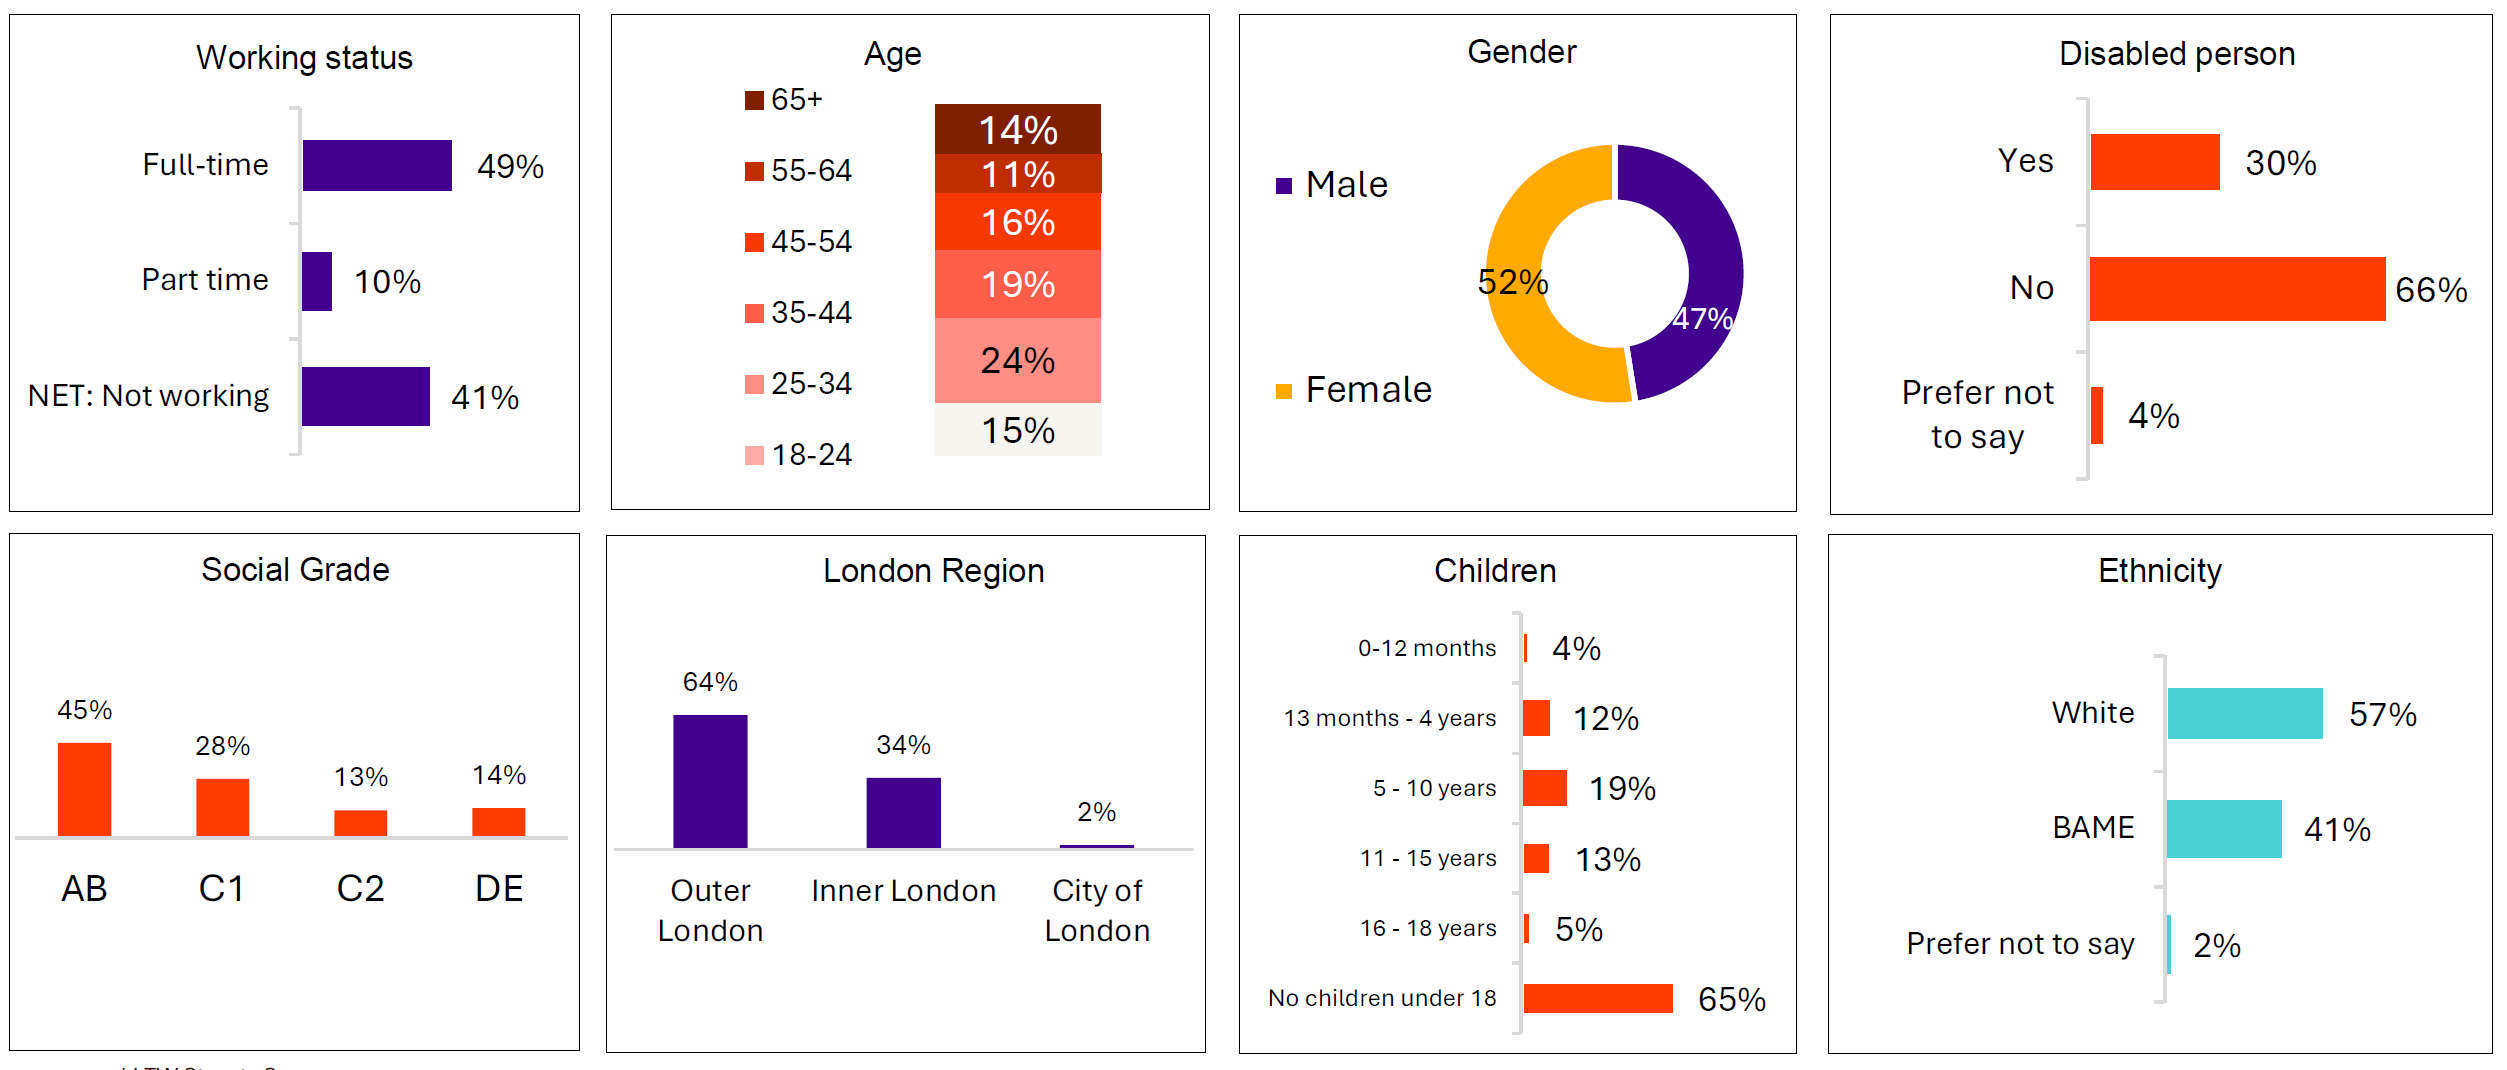 Working status
Full-time
49%
Part time
10%
NET: Not working
41%
Age
65+
55-64
45-54
35-44
25-34
18-24
14%
11%
16%
19%
24%
15%
Gender
Male
Female
52%
47%
Disabled person
Yes
30%
No
66%
Prefer not
to say
4%
Social Grade
45%
28%
13%
14%
AB
C1
C2
DE
London Region
64%
34%
2%
Outer
London
Inner London
City of
London
Children
0-12 months
4%
13 months - 4 years
12%
5 - 10 years
19%
11 - 15 years
13%
16 - 18 years
5%
No children under 18
65%
Ethnicity
White
57%
BAME
41%
Prefer not to say
2%